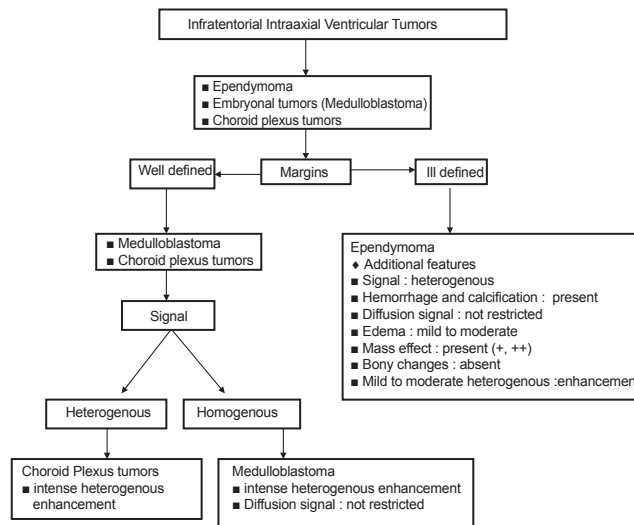 Infratentorial Intraaxial Ventricular Tumors
■ Ependymoma
■ Embryonal tumors (Medulloblastoma)
■ Choroid plexus tumors
Well defined
Margins
Ill defined
■ Medulloblastoma
■ Choroid plexus tumors
Ependymoma
♦ Additional features
■ Signal : heterogenous
■ Hemorrhage and calcification : present
■ Diffusion signal : not restricted
■ Edema : mild to moderate
■ Mass effect : present (+, ++)
■ Bony changes : absent
■ Mild to moderate heterogenous :enhancement
Signal
Heterogenous
Homogenous
Choroid Plexus tumors
■ intense heterogenous
enhancement
Medulloblastoma
■ intense heterogenous enhancement
■ Diffusion signal : not restricted